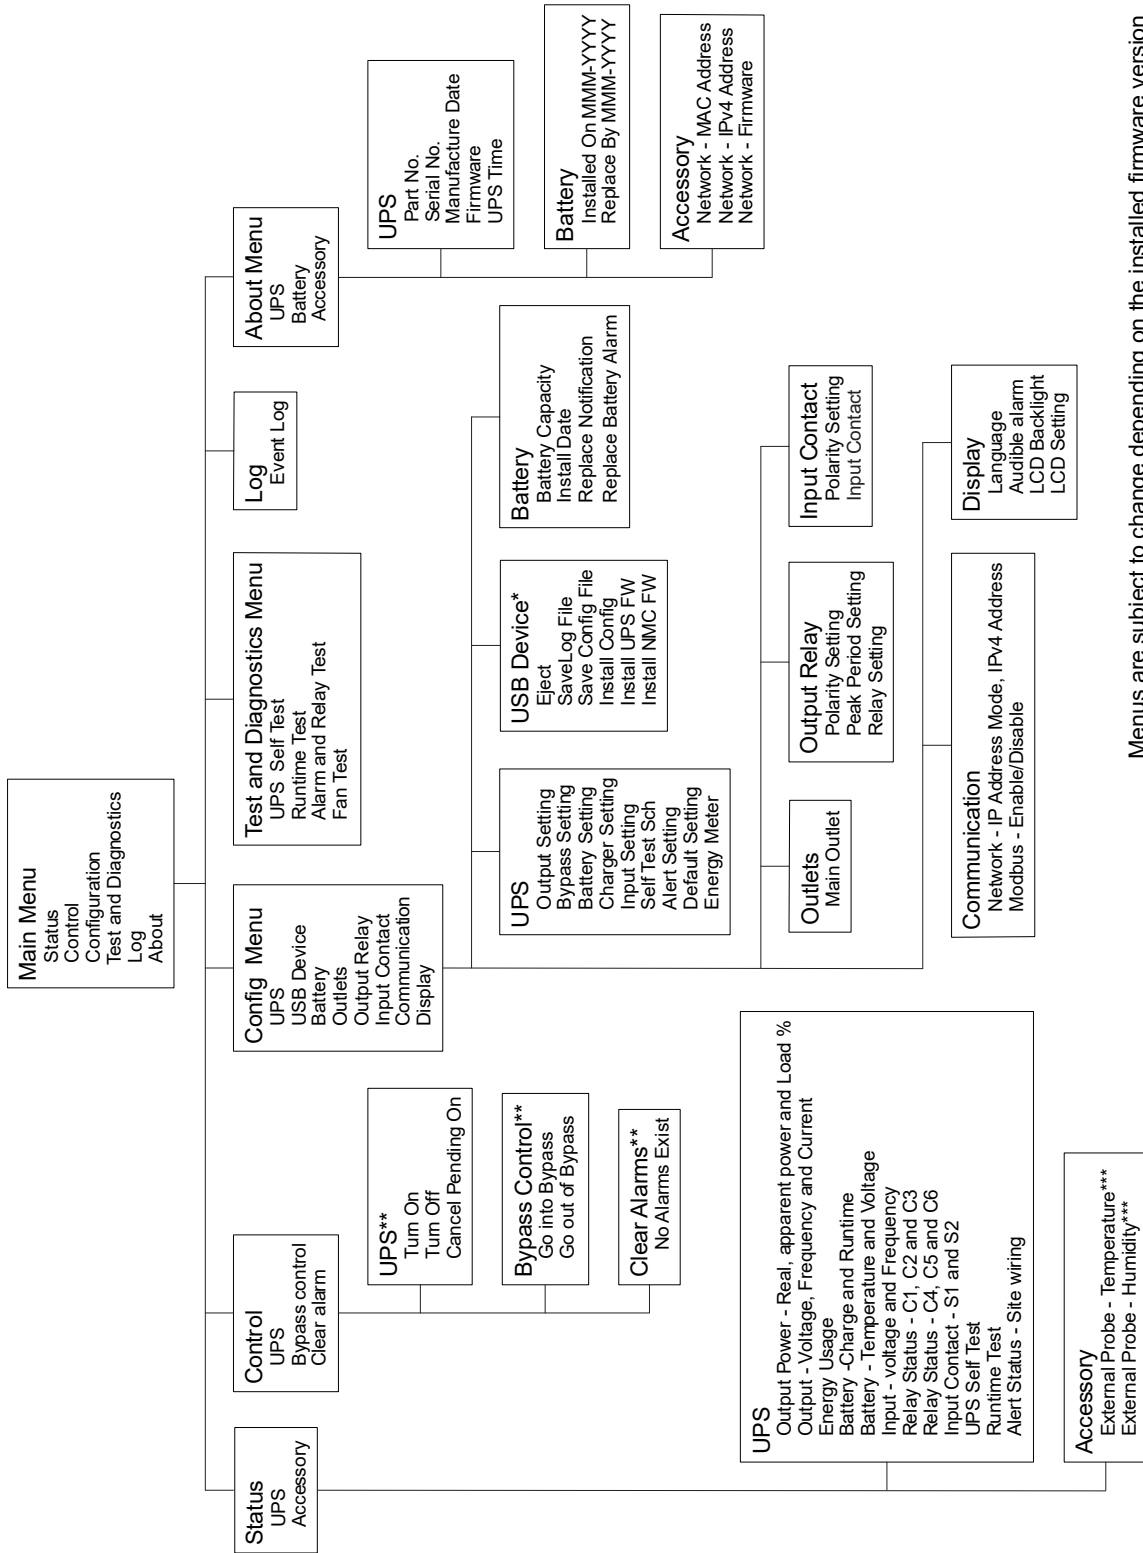 Main Menu
Status
Control
Configuration
Test and Diagnostics
Log
About
Status
UPS
Accessory
Control
UPS
Bypass control
Clear alarm
Config Menu
UPS
USB Device
Battery
Outlets
Output Relay
Input Contact
Communication
Display
Test and Diagnostics Menu
UPS Self Test
Runtime Test
Alarm and Relay Test
Fan Test
Log
Event Log
About Menu
UPS
Battery
Accessory
UPS**
Turn On
Turn Off
Cancel Pending On
Bypass Control**
Go into Bypass
Go out of Bypass
Clear Alarms**
No Alarms Exist
UPS
Part No.
Serial No.
Manufacture Date
Firmware
UPS Time
Battery
Installed On MMM-YYYY
Replace By MMM-YYYY
Accessory
Network - MAC Address
Network - IPv4 Address
Network - Firmware
UPS
Output Setting
Bypass Setting
Battery Setting
Charger Setting
Input Setting
Self Test Sch
Alert Setting
Default Setting
Energy Meter
USB Device*
Eject
SaveLog File
Save Config File
Install Config
Install UPS FW
Install NMC FW
Battery
Battery Capacity
Install Date
Replace Notification
Replace Battery Alarm
Outlets
Main Outlet
Output Relay
Polarity Setting
Peak Period Setting
Relay Setting
Input Contact
Polarity Setting
Input Contact
Communication
Network - IP Address Mode, IPv4 Address
Modbus - Enable/Disable
Display
Language
Audible alarm
LCD Backlight
LCD Setting
UPS
Output Power - Real, apparent power and Load %
Output - Voltage, Frequency and Current
Energy Usage
Battery -Charge and Runtime
Battery - Temperature and Voltage
Input - voltage and Frequency
Relay Status - C1, C2 and C3
Relay Status - C4, C5 and C6
Input Contact - S1 and S2
UPS Self Test
Runtime Test
Alert Status - Site wiring
Accessory
External Probe - Temperature***
External Probe - Humidity***
Menus are subject to change depending on the installed firmware version